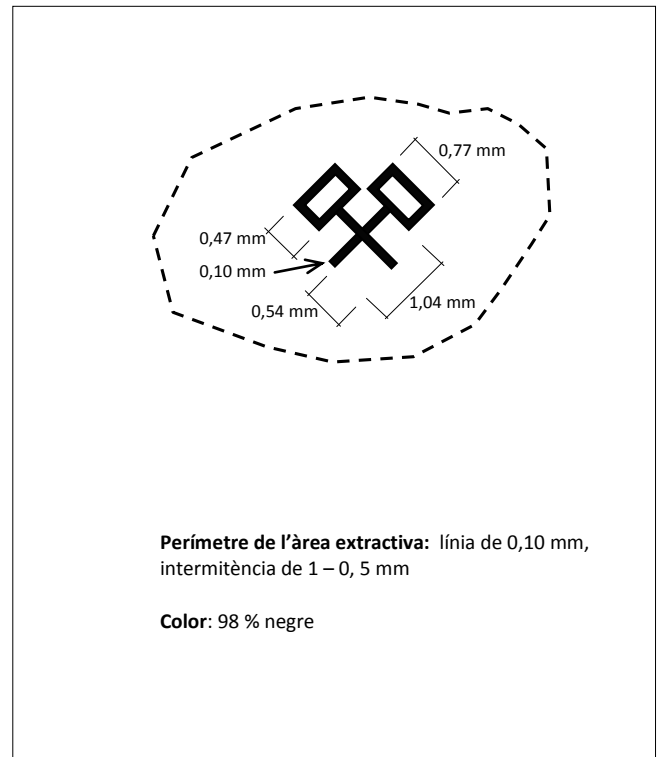 0,77 mm
0,47 mm
0,10 mm
0,54 mm
1,04 mm
Perímetre de l’àrea extractiva: línia de 0,10 mm,
intermitència de 1 – 0, 5 mm
Color: 98 % negre